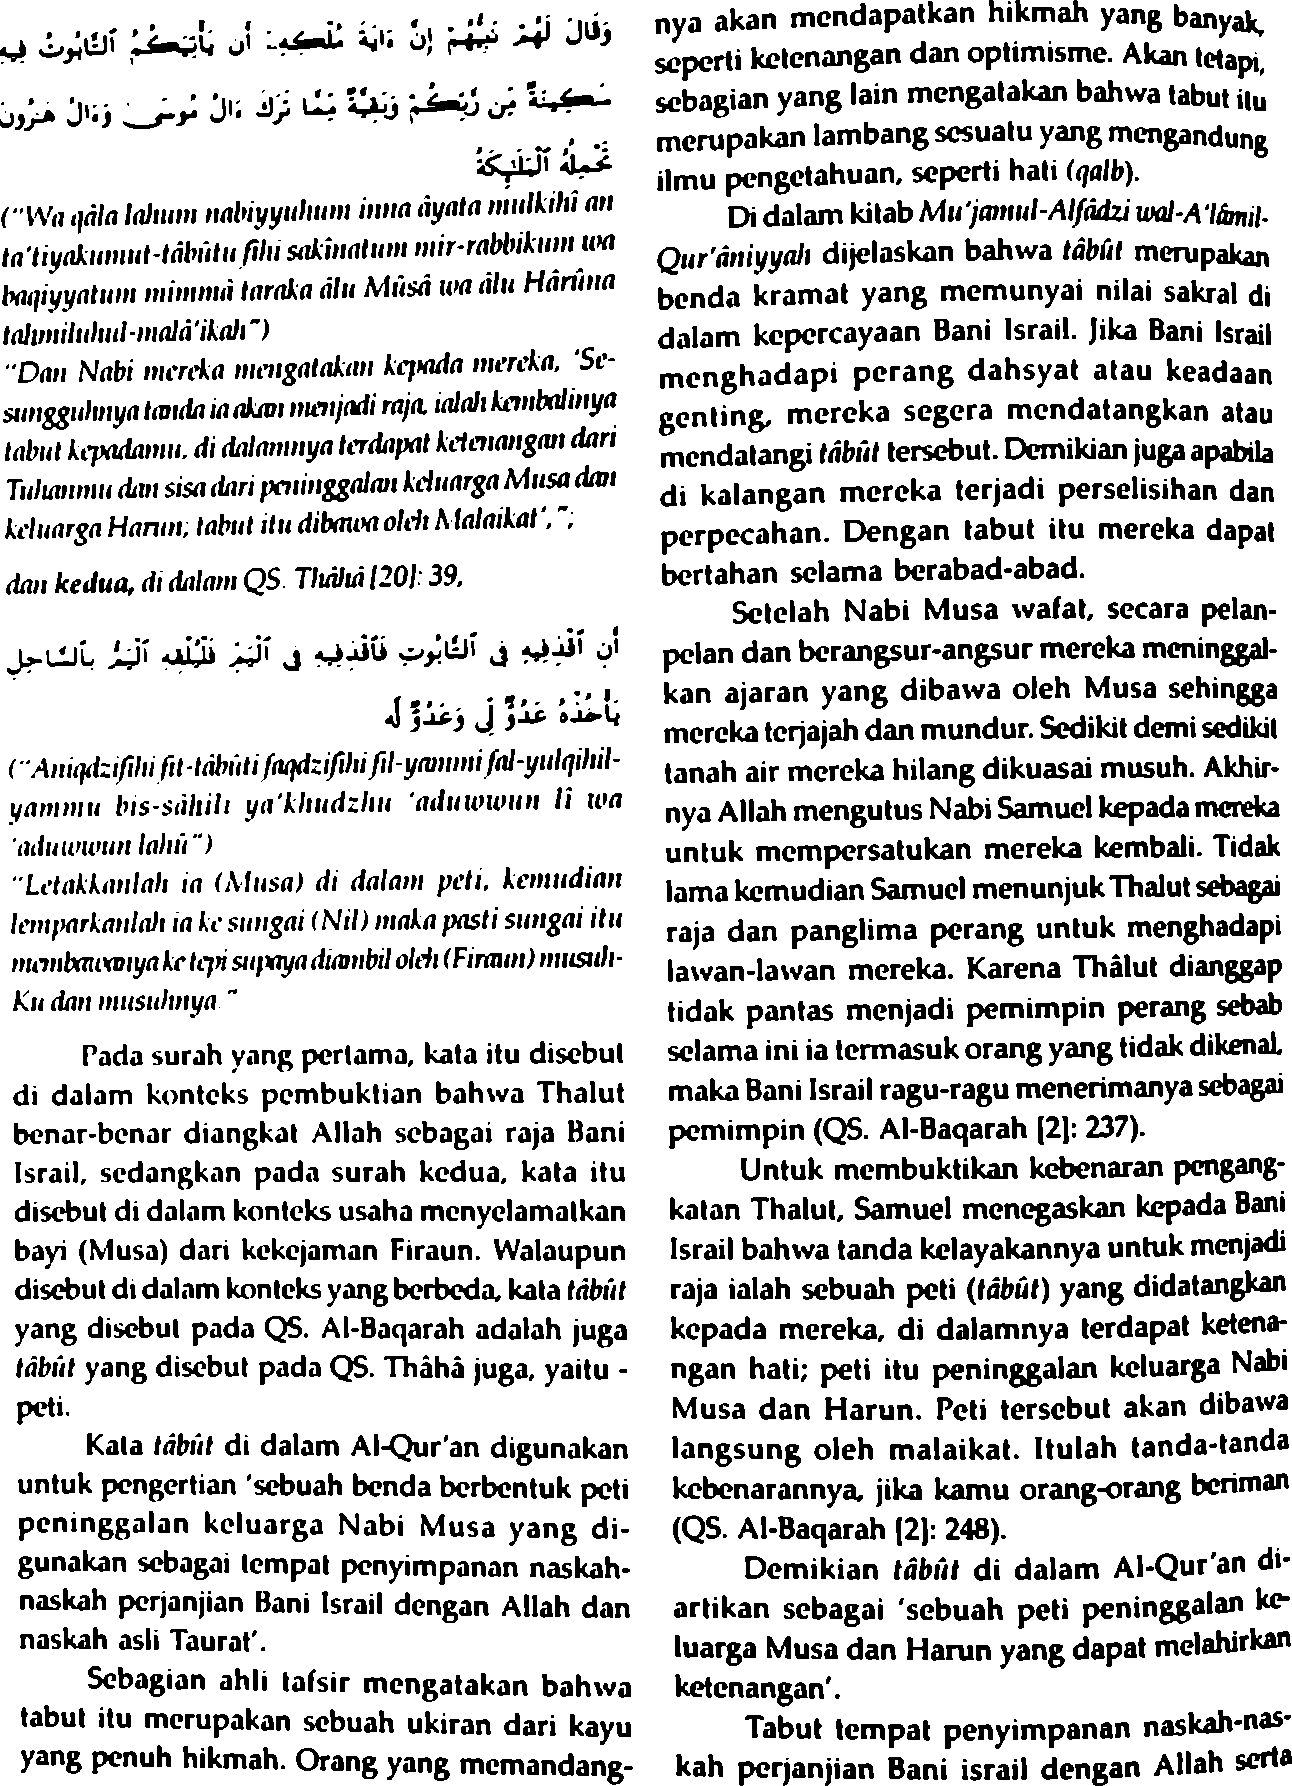 وَقَالَ لَهُمْ نَبِيُّهُمْ إِنَّ ءَايَةَ مُلْكِهِۦٓ أَن يَأْتِيَكُمُ ٱلتَّابُوتُ فِيهِ
سَكِينَةٌ مِّن رَّبِّكُمْ وَبَقِيَّةٌ مِّمَّا تَرَكَ ءَالُ مُوسَىٰ وَءَالُ هَٰرُونَ
تَحْمِلُهُ ٱلْمَلَٰٓئِكَةُ
("Wa qâla lahum nabiyyuhum inna âyata mulkihî an
ta'tiyakumut-tâbûtu fîhi sakînatum mir-rabbikum wa
baqiyyatum mimmâ taraka âlu Mûsâ wa âlu Hârûna
tahmiluhul-malâ'ikah")
"Dan Nabi mereka mengatakan kepada mereka, 'Se-
sungguhnya tanda ia akan menjadi raja, ialah kembalinya
tabut kepadamu, di dalamnya terdapat ketenangan dari
Tuhanmu dan sisa dari peninggalan keluarga Musa dan
keluarga Harun; tabut itu dibawa oleh Malaikat'.";
dan kedua, di dalam QS. Thâhâ [20]: 39,
أَنِ ٱقْذِفِيهِ فِى ٱلتَّابُوتِ فَٱقْذِفِيهِ فِى ٱلْيَمِّ فَلْيُلْقِهِ ٱلْيَمُّ بِٱلسَّاحِلِ
يَأْخُذْهُ عَدُوٌّ لِّى وَعَدُوٌّ لَّهُ
("Aniqdzifîhi fit-tâbûti faqdzifîhi fil-yammi fal-yulqihil-
yammu bis-sâhili ya'khudzhu 'aduwwun lî wa
'aduwwun lahû")
"Letakkanlah ia (Musa) di dalam peti, kemudian
lemparkanlah ia ke sungai (Nil) maka pasti sungai itu
membawanya ke tepi supaya diambil oleh (Firaun) musuh-
Ku dan musuhnya."
Pada surah yang pertama, kata itu disebut
di dalam konteks pembuktian bahwa Thalut
benar-benar diangkat Allah sebagai raja Bani
Israil, sedangkan pada surah kedua, kata itu
disebut di dalam konteks usaha menyelamatkan
bayi (Musa) dari kekejaman Firaun. Walaupun
disebut di dalam konteks yang berbeda, kata tâbût
yang disebut pada QS. Al-Baqarah adalah juga
tâbût yang disebut pada QS. Thâhâ juga, yaitu -
peti.
Kata tâbût di dalam Al-Qur'an digunakan
untuk pengertian 'sebuah benda berbentuk peti
peninggalan keluarga Nabi Musa yang di-
gunakan sebagai tempat penyimpanan naskah-
naskah perjanjian Bani Israil dengan Allah dan
naskah asli Taurat'.
Sebagian ahli tafsir mengatakan bahwa
tabut itu merupakan sebuah ukiran dari kayu
yang penuh hikmah. Orang yang memandang-
nya akan mendapatkan hikmah yang banyak,
seperti ketenangan dan optimisme. Akan tetapi,
sebagian yang lain mengatakan bahwa tabut itu
merupakan lambang sesuatu yang mengandung
ilmu pengetahuan, seperti hati (qalb).
Di dalam kitab Mu'jamul-Alfâdzi wal-A'lâmil-
Qur'âniyyah dijelaskan bahwa tâbût merupakan
benda kramat yang memunyai nilai sakral di
dalam kepercayaan Bani Israil. Jika Bani Israil
menghadapi perang dahsyat atau keadaan
genting, mereka segera mendatangkan atau
mendatangi tâbût tersebut. Demikian juga apabila
di kalangan mereka terjadi perselisihan dan
perpecahan. Dengan tabut itu mereka dapat
bertahan selama berabad-abad.
Setelah Nabi Musa wafat, secara pelan-
pelan dan berangsur-angsur mereka meninggal-
kan ajaran yang dibawa oleh Musa sehingga
mereka terjajah dan mundur. Sedikit demi sedikit
tanah air mereka hilang dikuasai musuh. Akhir-
nya Allah mengutus Nabi Samuel kepada mereka
untuk mempersatukan mereka kembali. Tidak
lama kemudian Samuel menunjuk Thalut sebagai
raja dan panglima perang untuk menghadapi
lawan-lawan mereka. Karena Thâlut dianggap
tidak pantas menjadi pemimpin perang sebab
selama ini ia termasuk orang yang tidak dikenal,
maka Bani Israil ragu-ragu menerimanya sebagai
pemimpin (QS. Al-Baqarah [2]: 237).
Untuk membuktikan kebenaran pengang-
katan Thalut, Samuel menegaskan kepada Bani
Israil bahwa tanda kelayakannya untuk menjadi
raja ialah sebuah peti (tâbût) yang didatangkan
kepada mereka, di dalamnya terdapat ketena-
ngan hati; peti itu peninggalan keluarga Nabi
Musa dan Harun. Peti tersebut akan dibawa
langsung oleh malaikat. Itulah tanda-tanda
kebenarannya, jika kamu orang-orang beriman
(QS. Al-Baqarah [2]: 248).
Demikian tâbût di dalam Al-Qur'an di-
artikan sebagai 'sebuah peti peninggalan ke-
luarga Musa dan Harun yang dapat melahirkan
ketenangan'.
Tabut tempat penyimpanan naskah-nas-
kah perjanjian Bani israil dengan Allah serta